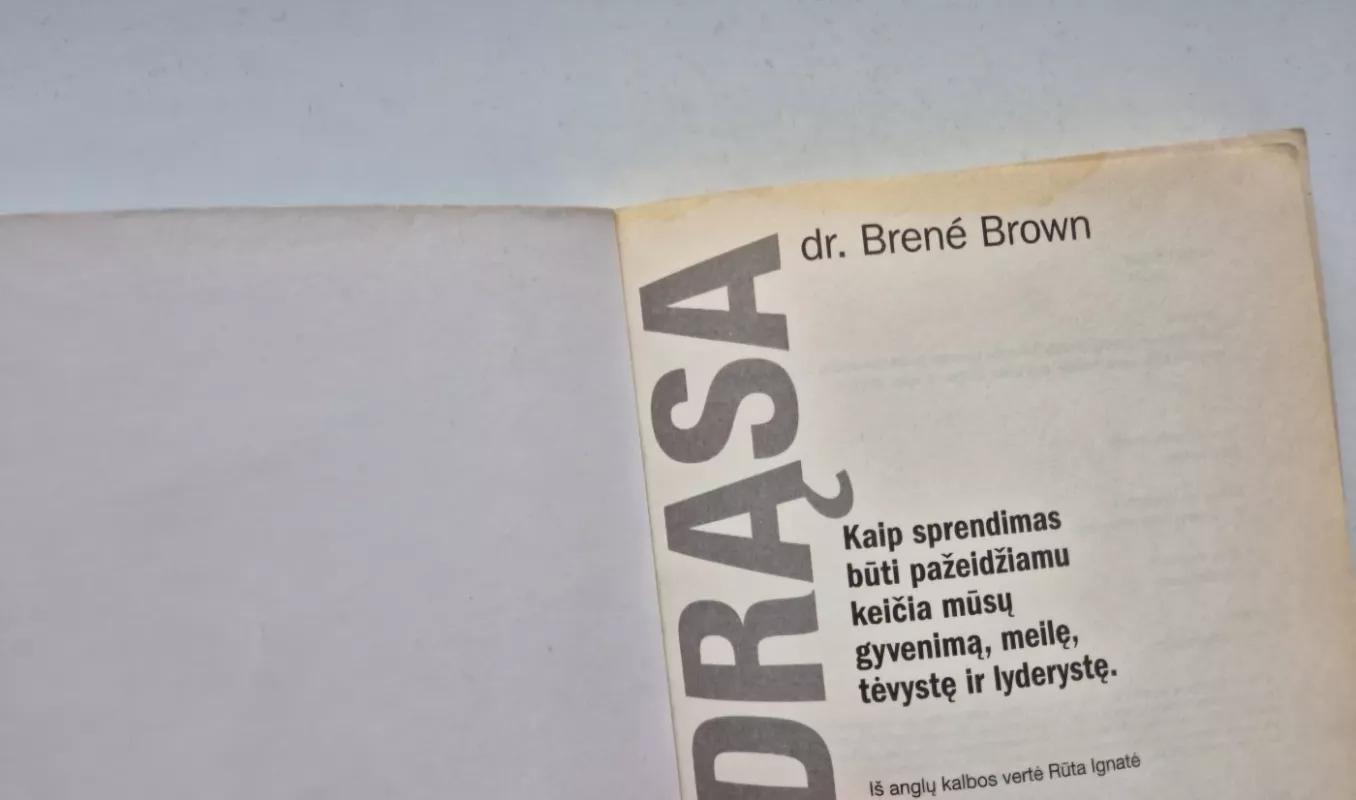 dr. Brené Brown
DRĄSA
Kaip sprendimas
būti pažeidžiamu
keičia mūsų
gyvenimą, meilę,
tėvystę ir lyderystę.
Iš anglų kalbos vertė Rūta Ignatė